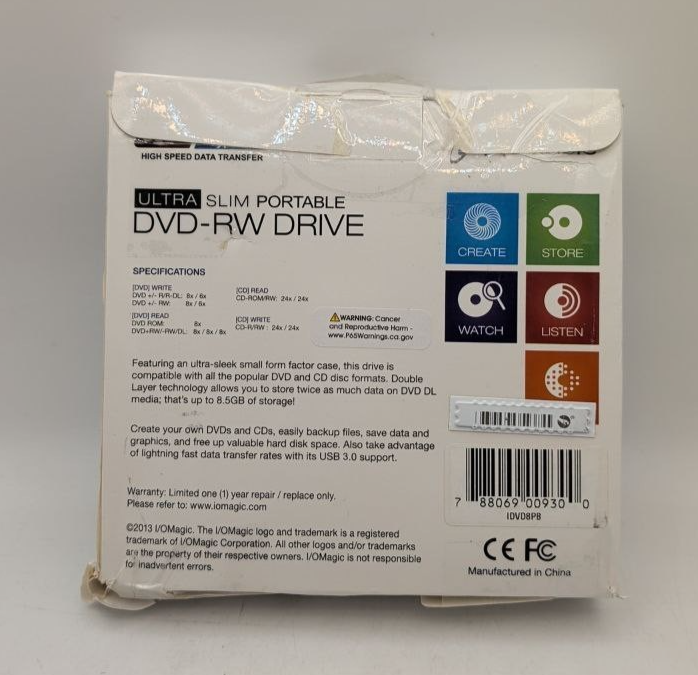 HIGH SPEED DATA TRANSFER
ULTRA SLIM PORTABLE
DVD-RW DRIVE
SPECIFICATIONS
[DVD] WRITE
DVD +/- R/R-DL: 8x / 6x
DVD +/- RW: 8x / 6x
[DVD] READ
DVD ROM: 8x
DVD+RW/-RW/DL: 8x / 8x / 8x
[CD] READ
CD-ROM/RW: 24x / 24x
[CD] WRITE
CD-R/RW : 24x / 24x
WARNING: Cancer
and Reproductive Harm -
www.P65Warnings.ca.gov
CREATE
STORE
WATCH
LISTEN
Featuring an ultra-sleek small form factor case, this drive is
compatible with all the popular DVD and CD disc formats. Double
Layer technology allows you to store twice as much data on DVD DL
media; that's up to 8.5GB of storage!
Create your own DVDs and CDs, easily backup files, save data and
graphics, and free up valuable hard disk space. Also take advantage
of lightning fast data transfer rates with its USB 3.0 support.
Warranty: Limited one (1) year repair / replace only.
Please refer to: www.iomagic.com
©2013 I/OMagic. The I/OMagic logo and trademark is a registered
trademark of I/OMagic Corporation. All other logos and/or trademarks
are the property of their respective owners. I/OMagic is not responsible
for inadvertent errors.
7 88069 00930 0
IDVD8PB
CE FC
Manufactured in China